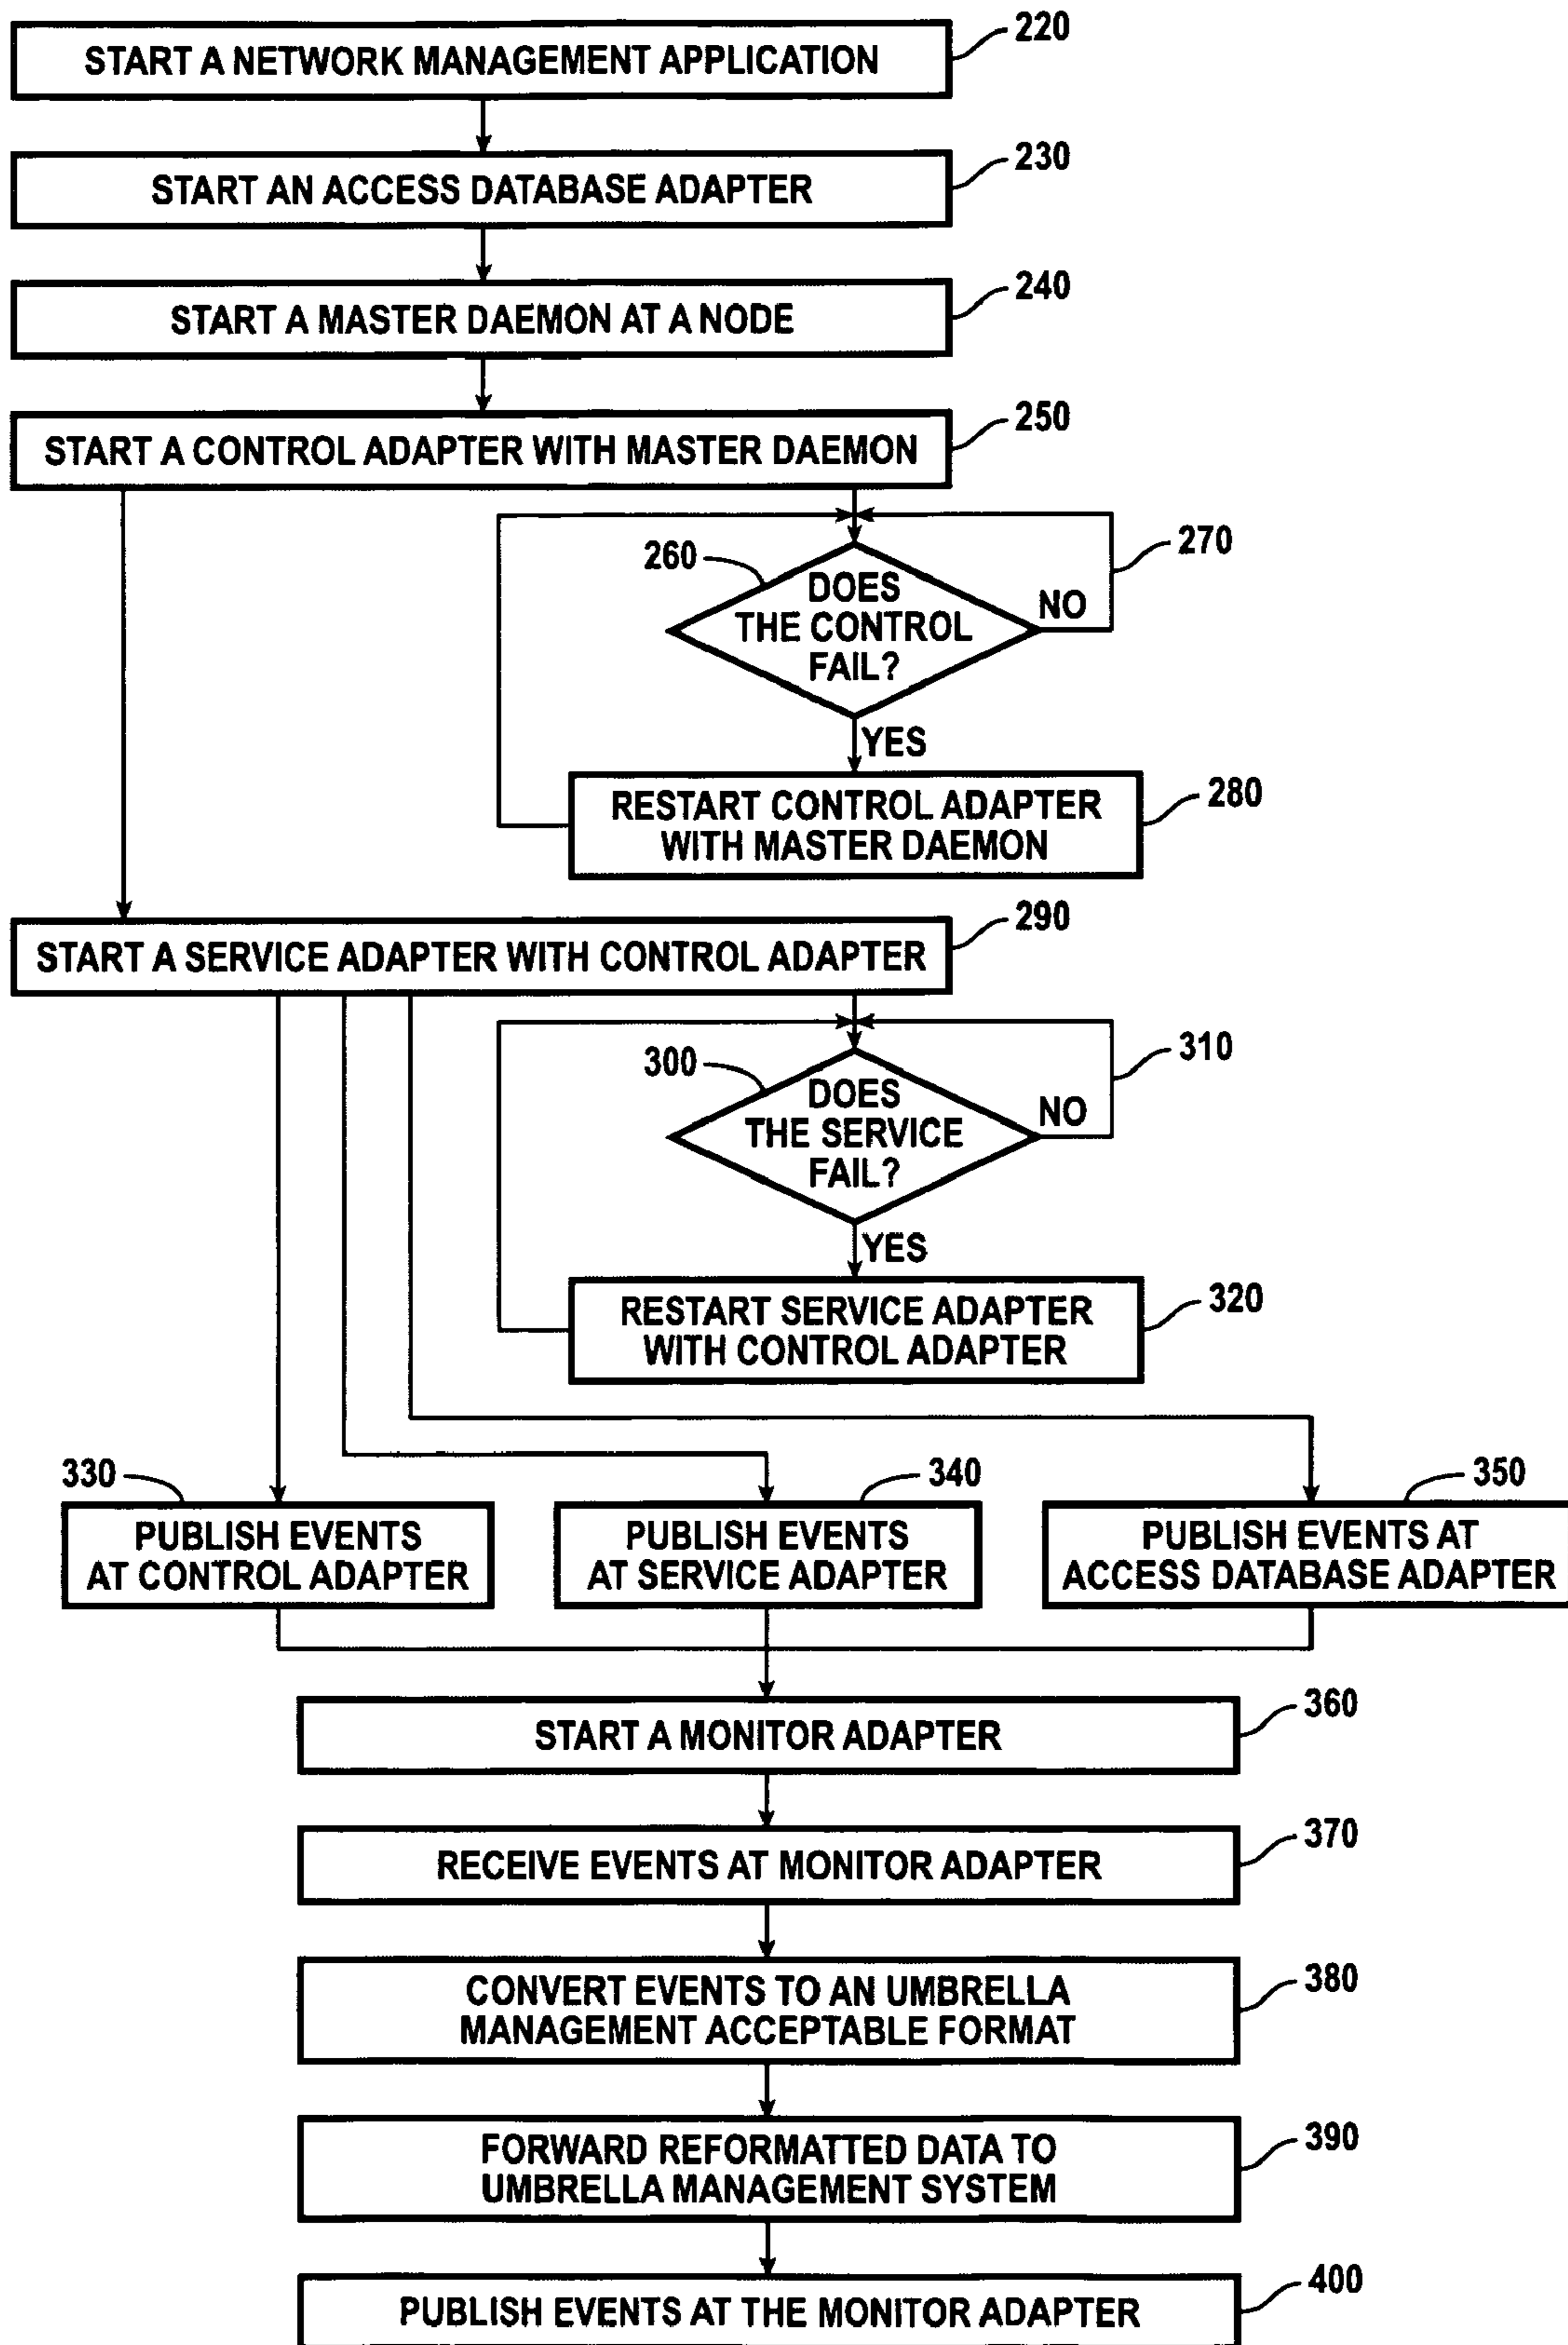 START A NETWORK MANAGEMENT APPLICATION
220
START AN ACCESS DATABASE ADAPTER
230
START A MASTER DAEMON AT A NODE
240
START A CONTROL ADAPTER WITH MASTER DAEMON
250
260
DOES
THE CONTROL
FAIL?
NO
270
YES
RESTART CONTROL ADAPTER
WITH MASTER DAEMON
280
START A SERVICE ADAPTER WITH CONTROL ADAPTER
290
300
DOES
THE SERVICE
FAIL?
NO
310
YES
RESTART SERVICE ADAPTER
WITH CONTROL ADAPTER
320
330
PUBLISH EVENTS
AT CONTROL ADAPTER
340
PUBLISH EVENTS
AT SERVICE ADAPTER
350
PUBLISH EVENTS AT
ACCESS DATABASE ADAPTER
START A MONITOR ADAPTER
360
RECEIVE EVENTS AT MONITOR ADAPTER
370
CONVERT EVENTS TO AN UMBRELLA
MANAGEMENT ACCEPTABLE FORMAT
380
FORWARD REFORMATTED DATA TO
UMBRELLA MANAGEMENT SYSTEM
390
PUBLISH EVENTS AT THE MONITOR ADAPTER
400